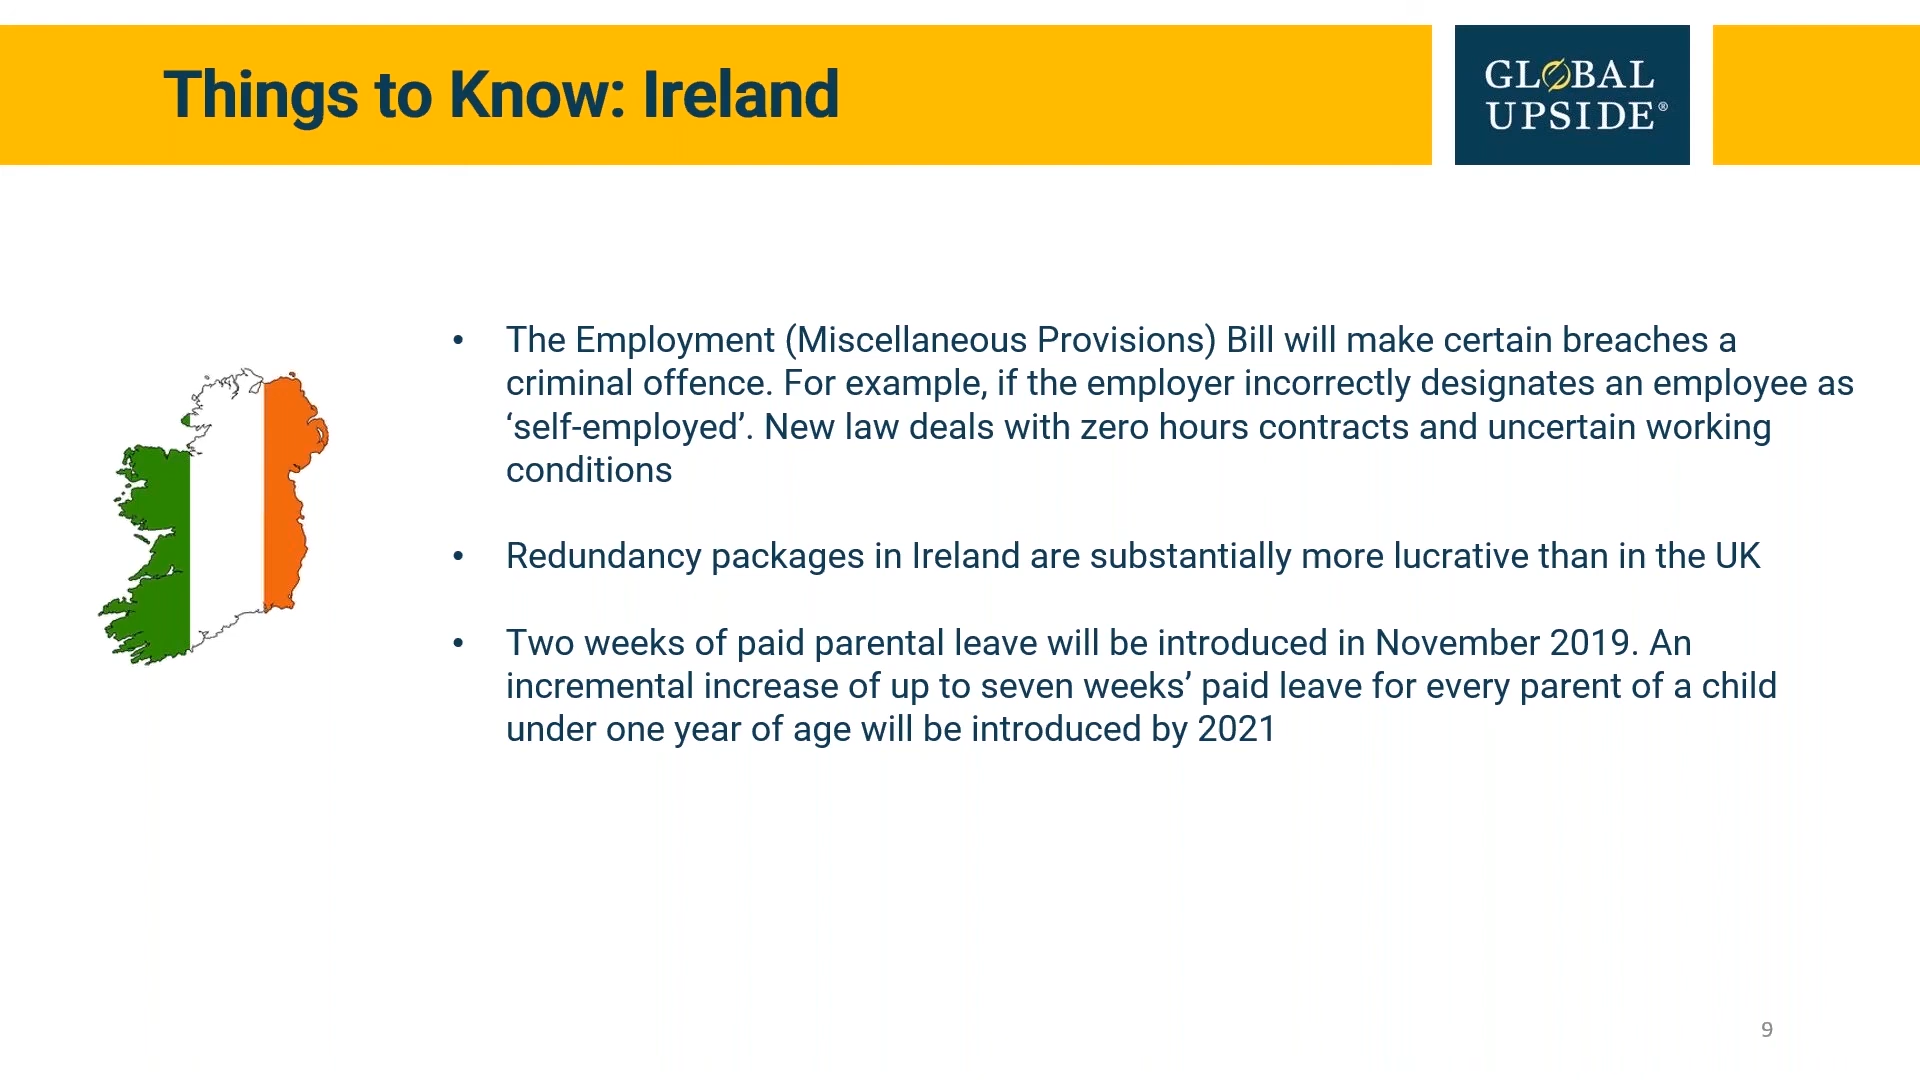 Things to Know: Ireland
GLØBAL
UPSIDE®
• The Employment (Miscellaneous Provisions) Bill will make certain breaches a
criminal offence. For example, if the employer incorrectly designates an employee as
‘self-employed’. New law deals with zero hours contracts and uncertain working
conditions
• Redundancy packages in Ireland are substantially more lucrative than in the UK
• Two weeks of paid parental leave will be introduced in November 2019. An
incremental increase of up to seven weeks’ paid leave for every parent of a child
under one year of age will be introduced by 2021
9